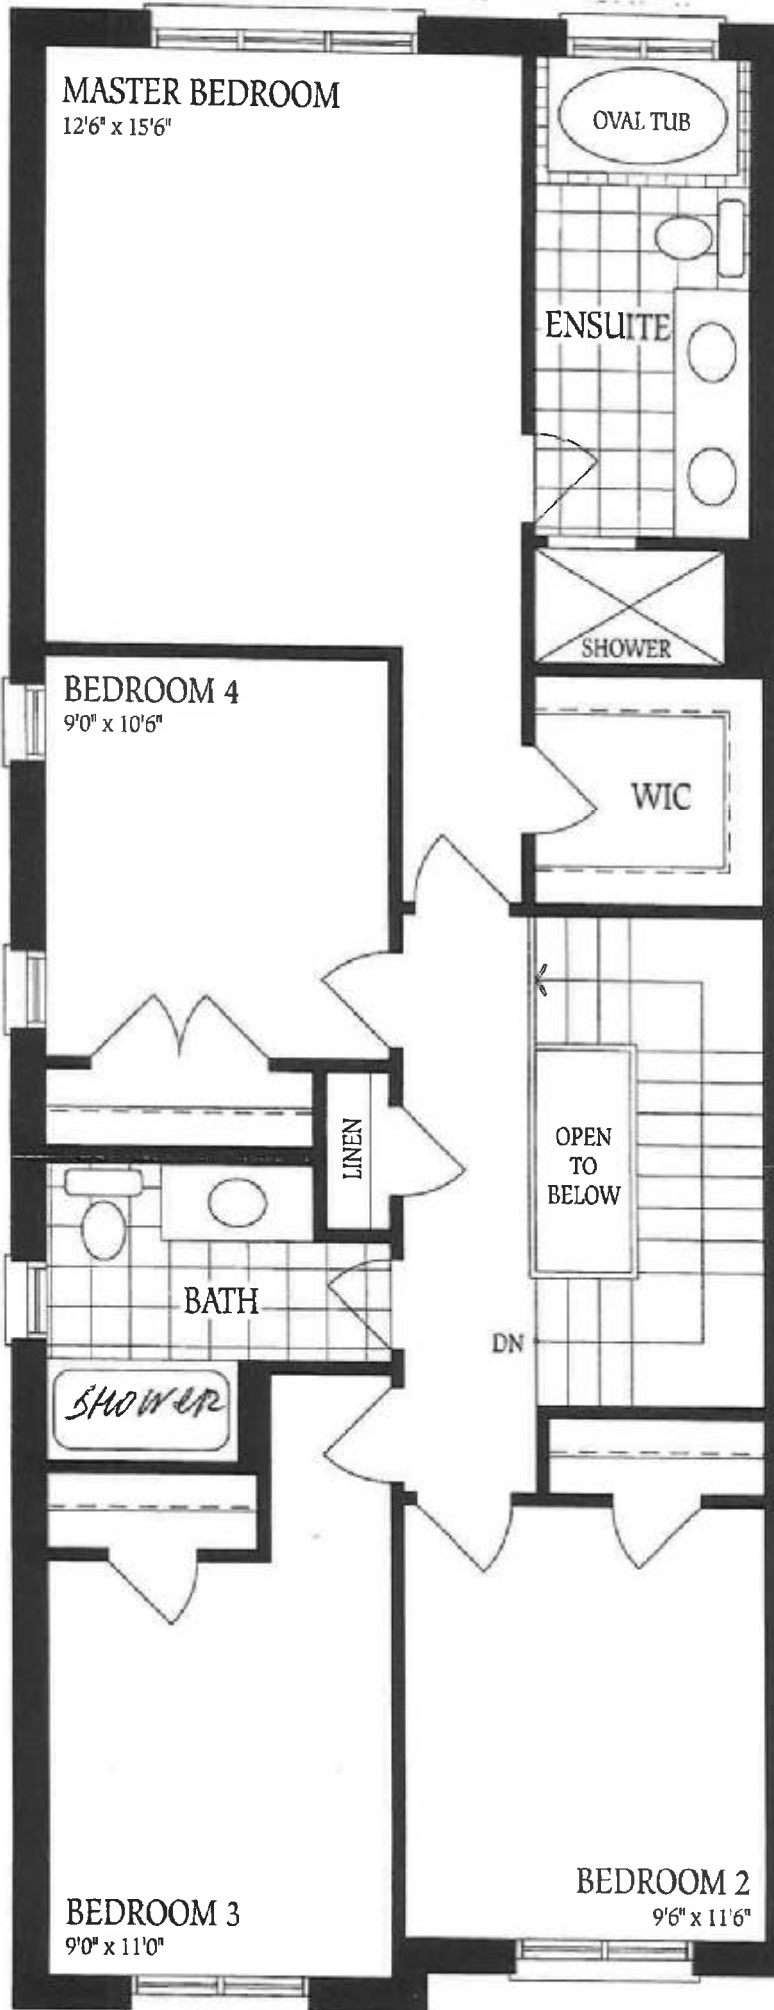 MASTER BEDROOM
12'6" x 15'6"
OVAL TUB
ENSUITE
SHOWER
BEDROOM 4
9'0" x 10'6"
WIC
LINEN
OPEN
TO
BELOW
BATH
DN
SHOWER
BEDROOM 2
9'6" x 11'6"
BEDROOM 3
9'0" x 11'0"